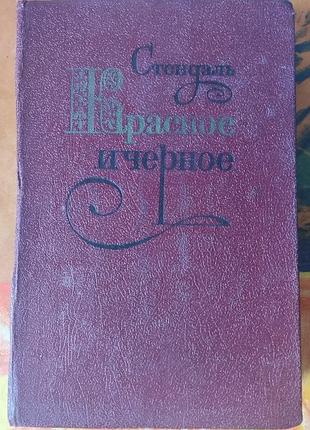 Стендаль
Красное
и черное